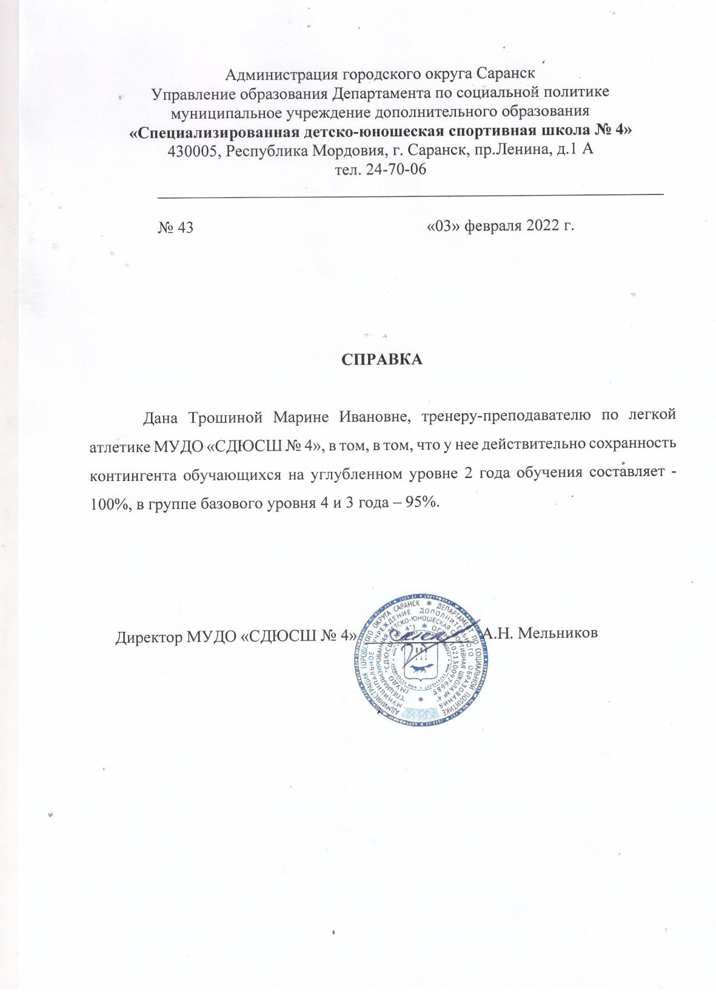 Администрация городского округа Саранск
Управление образования Департамента по социальной политике
муниципальное учреждение дополнительного образования
«Специализированная детско-юношеская спортивная школа № 4»
430005, Республика Мордовия, г. Саранск, пр.Ленина, д.1 А
тел. 24-70-06
№ 43 «03» февраля 2022 г.
СПРАВКА
Дана Трошиной Марине Ивановне, тренеру-преподавателю по легкой
атлетике МУДО «СДЮСШ № 4», в том, в том, что у нее действительно сохранность
контингента обучающихся на углубленном уровне 2 года обучения составляет -
100%, в группе базового уровня 4 и 3 года – 95%.
Директор МУДО «СДЮСШ № 4» А.Н. Мельников
АДМИНИСТРАЦИЯ ГОРОДСКОГО ОКРУГА САРАНСК * ДЕПАРТАМЕНТ ПО СОЦИАЛЬНОЙ ПОЛИТИКЕ
МУНИЦИПАЛЬНОЕ УЧРЕЖДЕНИЕ ДОПОЛНИТЕЛЬНОГО ОБРАЗОВАНИЯ
"СПЕЦИАЛИЗИРОВАННАЯ ДЕТСКО-ЮНОШЕСКАЯ СПОРТИВНАЯ ШКОЛА № 4"
(МУДО "СДЮСШ № 4") * ОГРН 1021300976685 *